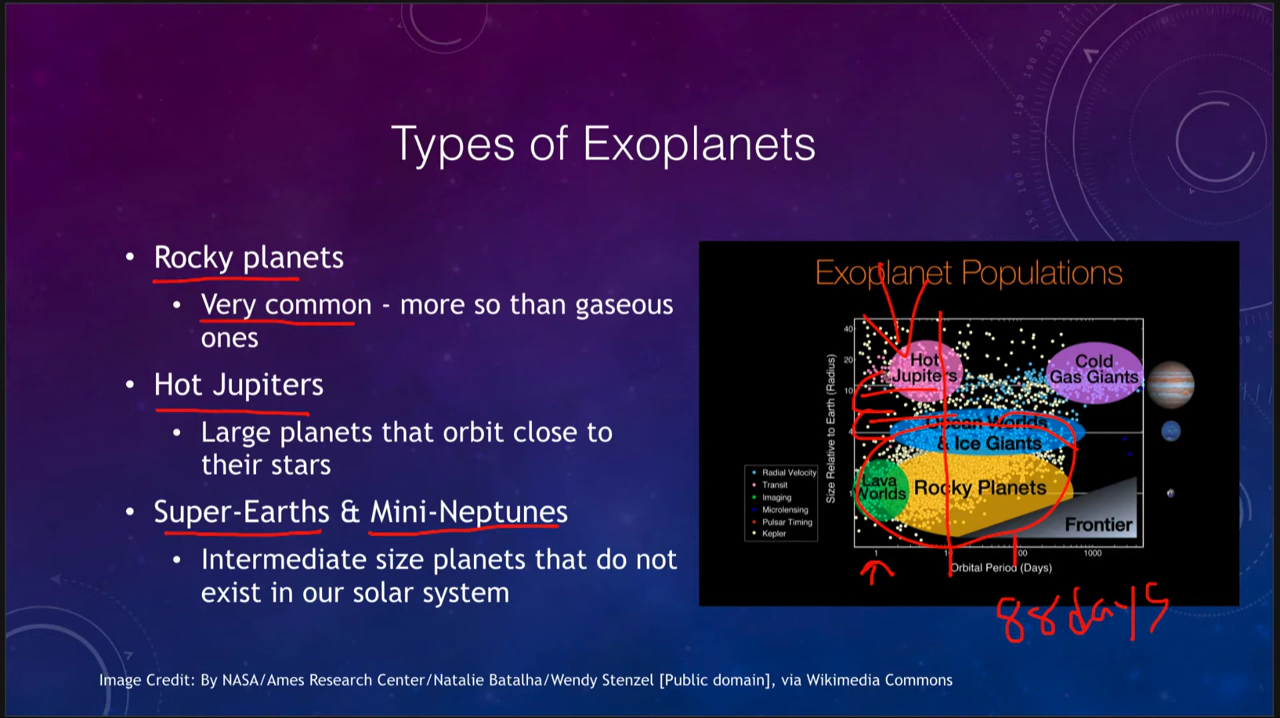 Types of Exoplanets
• Rocky planets
• Very common - more so than gaseous
ones
• Hot Jupiters
• Large planets that orbit close to
their stars
• Super-Earths & Mini-Neptunes
• Intermediate size planets that do not
exist in our solar system
Exoplanet Populations
Size Relative to Earth (Radius)
40
20
10
4
1
Hot
Jupiters
Cold
Gas Giants
Ocean Worlds
& Ice Giants
Lava
Worlds
Rocky Planets
Frontier
Radial Velocity
Transit
Imaging
Microlensing
Pulsar Timing
Kepler
1
1000
Orbital Period (Days)
88 days
Image Credit: By NASA/Ames Research Center/Natalie Batalha/Wendy Stenzel [Public domain], via Wikimedia Commons